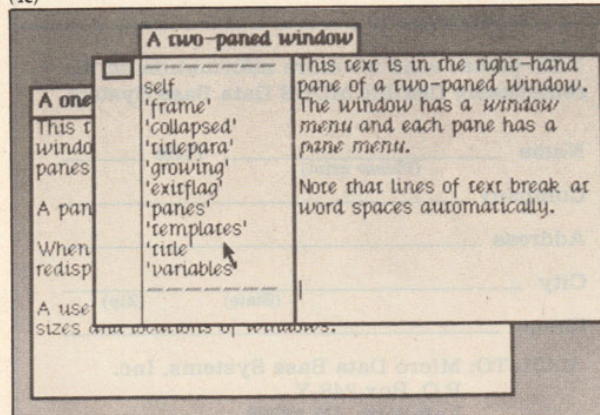 A two-paned window
self
'frame'
'collapsed'
'titlepara'
'growing'
'exitflag'
'panes'
'templates'
'title'
'variables'
This text is in the right-hand
pane of a two-paned window.
The window has a window
menu and each pane has a
pane menu.
Note that lines of text break at
word spaces automatically.
A one
This t
windo
panes
A pan
When
redisp
A use
sizes and locations of windows.
Name
Address
City
(State)
(Zip)
MAIL TO: Micro Data Base Systems, Inc.
P.O. Box 248-Y